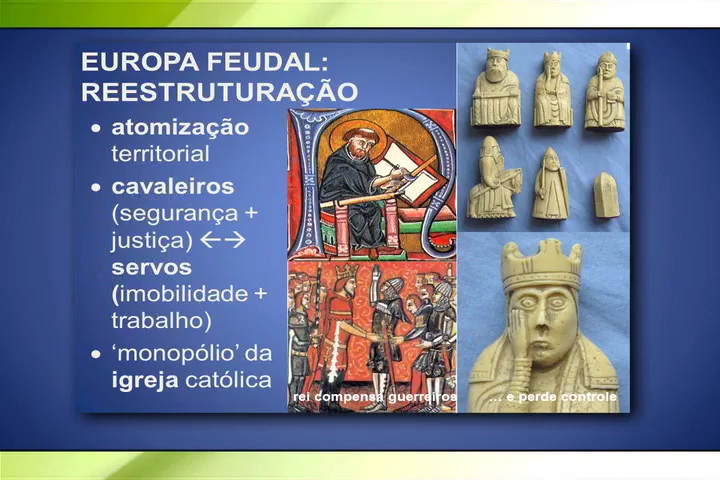 EUROPA FEUDAL:
REESTRUTURAÇÃO
• atomização
territorial
• cavaleiros
(segurança +
justiça) ←→
servos
(imobilidade +
trabalho)
• ‘monopólio’ da
igreja católica
rei compensa guerreiros
... e perde controle